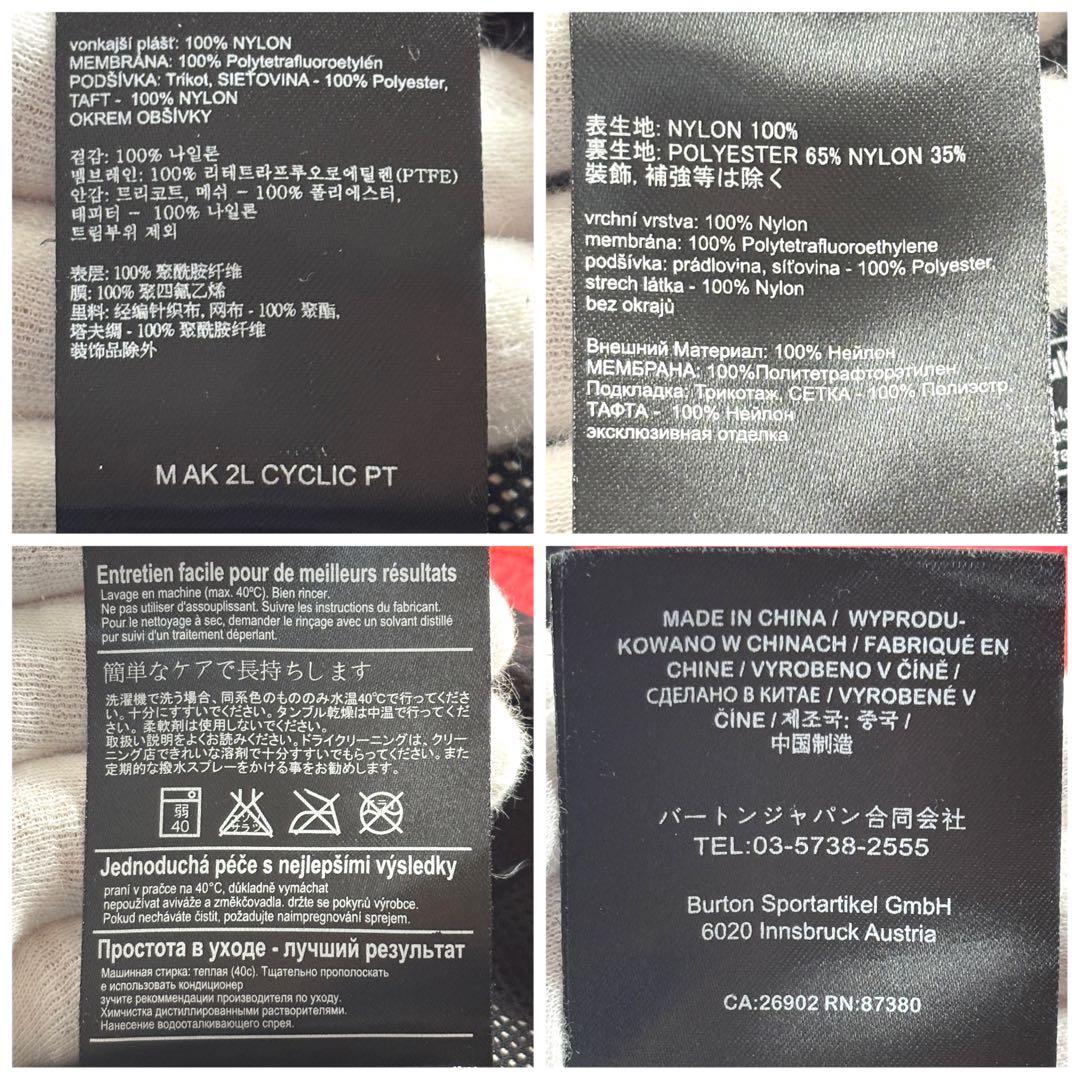 vonkajší plášť: 100% NYLON
MEMBRÁNA: 100% Polytetrafluoroetylén
PODŠÍVKA: Tríkot, SIEŤOVINA - 100% Polyester,
TAFT - 100% NYLON
OKREM OBŠÍVKY
겉감: 100% 나일론
멤브레인: 100% 리테트라프루오로에틸렌(PTFE)
안감: 트리코트, 메쉬 – 100% 폴리에스터,
태피터 – 100% 나일론
트림부위 제외
表层: 100% 聚酰胺纤维
膜: 100% 聚四氟乙烯
里料: 经编针织布, 网布 - 100% 聚酯,
塔夫绸 - 100% 聚酰胺纤维
装饰品除外
M AK 2L CYCLIC PT
表生地: NYLON 100%
裏生地: POLYESTER 65% NYLON 35%
装飾, 補強等は除く
vrchní vrstva: 100% Nylon
membrána: 100% Polytetrafluoroethylene
podšívka: prádlovina, síťovina - 100% Polyester,
strech látka - 100% Nylon
bez okrajů
Внешний Материал: 100% Нейлон
МЕМБРАНА: 100%Политетрафторэтилен
Подкладка: Трикотаж, СЕТКА - 100% Полиэстр,
ТАФТА - 100% Нейлон
эксклюзивная отделка
Entretien facile pour de meilleurs résultats
Lavage en machine (max. 40ºC). Bien rincer.
Ne pas utiliser d'assouplissant. Suivre les instructions du fabricant.
Pour le nettoyage à sec, demander le rinçage avec un solvant distillé
pur suivi d'un traitement déperlant.
簡単なケアで長持ちします
洗濯機で洗う場合、同系色のもののみ水温40℃で行ってくださ
い。十分にすすいでください。タンブル乾燥は中温で行ってくだ
さい。柔軟剤は使用しないでください。
取扱い説明をよくお読みください。ドライクリーニングは、クリー
ニング店できれいな溶剤で十分すすいでもらってください。また
定期的な撥水スプレーをかける事をお勧めします。
弱
40
エンソ
サラシ
Jednoduchá péče s nejlepšími výsledky
praní v pračce na 40°C, důkladně vymáchat
nepoužívat aviváže a změkčovadla. držte se pokynů výrobce.
Pokud necháváte čistit, požadujte naimpregnování sprejem.
Простота в уходе - лучший результат
Машинная стирка: теплая (40c). Тщательно прополоскать
е использовать кондиционер
зучите рекомендации производителя по уходу.
Химчистка дистиллированными растворителями.
Нанесение водооталкивающего спрея.
MADE IN CHINA / WYPRODU-
KOWANO W CHINACH / FABRIQUÉ EN
CHINE / VYROBENO V ČÍNĚ /
СДЕЛАНО В КИТАЕ / VYROBENÉ V
ČÍNE / 제조국: 중국 /
中国制造
バートンジャパン合同会社
TEL:03-5738-2555
Burton Sportartikel GmbH
6020 Innsbruck Austria
CA:26902 RN:87380